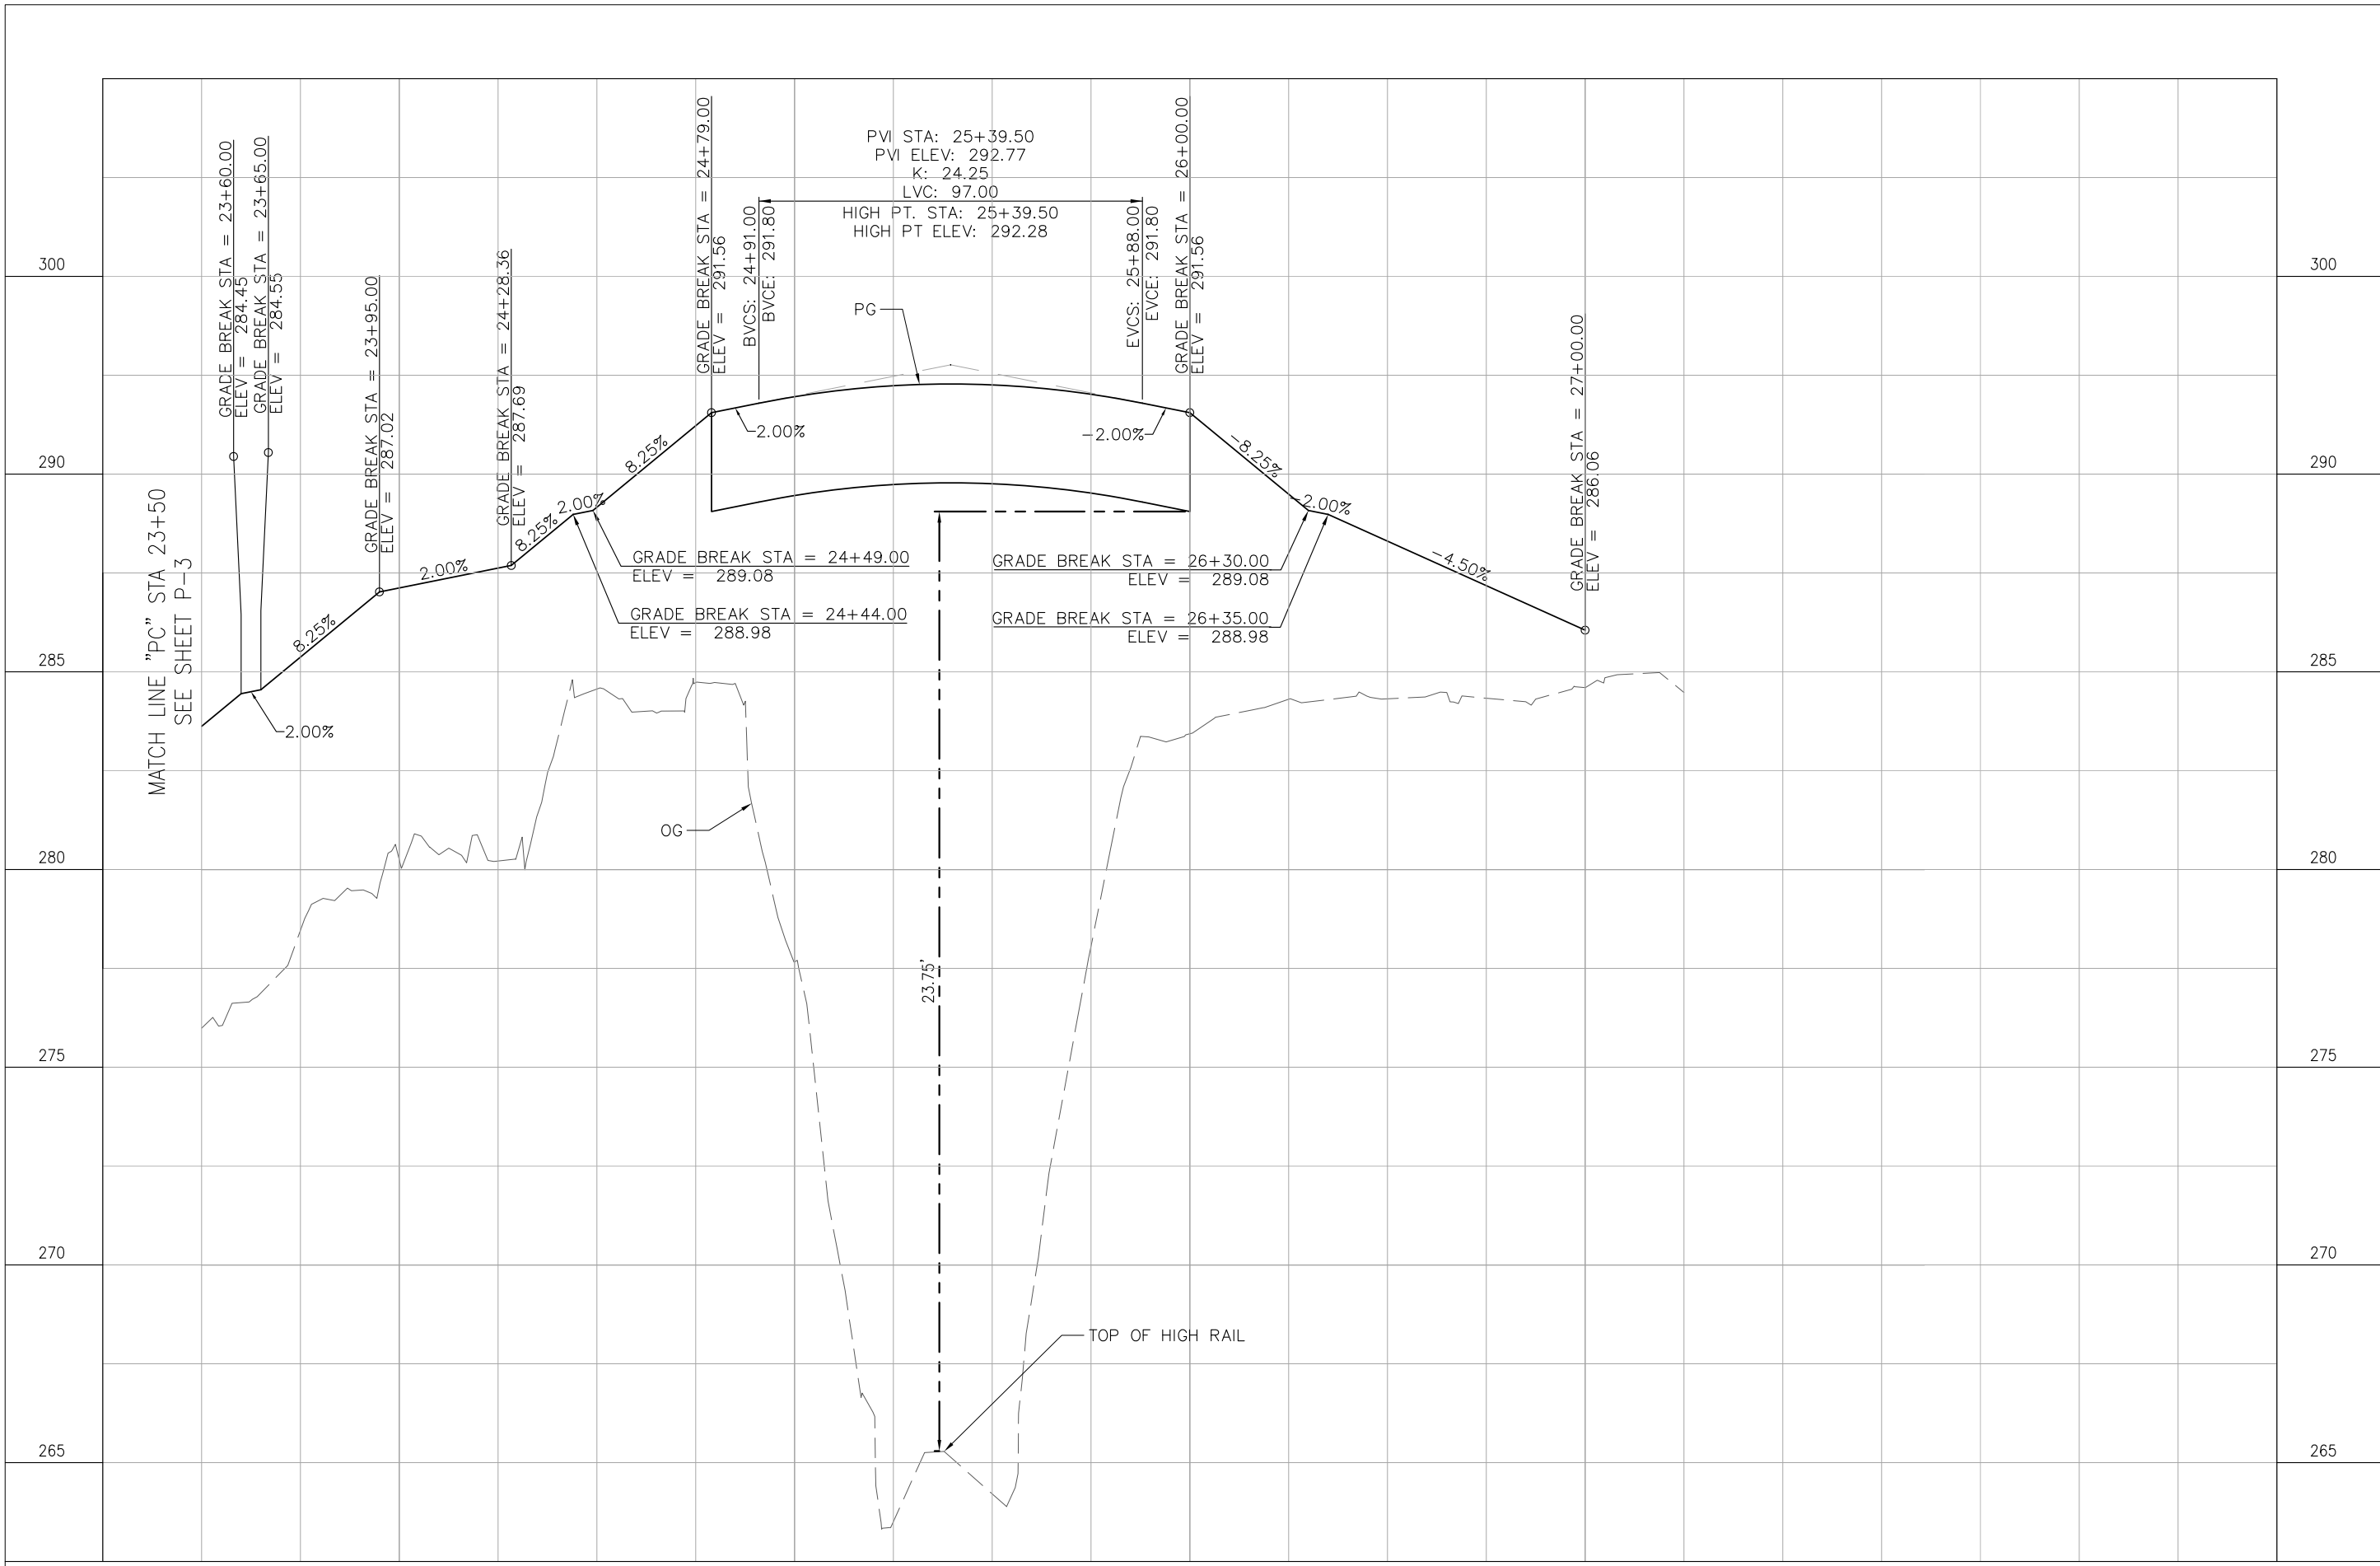 PVI STA: 25+39.50
PVI ELEV: 292.77
K: 24.25
LVC: 97.00
HIGH PT. STA: 25+39.50
HIGH PT ELEV: 292.28
GRADE BREAK STA = 23+60.00
ELEV = 284.45
GRADE BREAK STA = 23+65.00
ELEV = 284.55
GRADE BREAK STA = 23+95.00
ELEV = 287.02
GRADE BREAK STA = 24+28.36
ELEV = 287.69
GRADE BREAK STA = 24+79.00
ELEV = 291.56
BVCS: 24+91.00
BVCE: 291.80
EVCS: 25+88.00
EVCE: 291.80
GRADE BREAK STA = 26+00.00
ELEV = 291.56
GRADE BREAK STA = 27+00.00
ELEV = 286.06
300
300
PG
2.00%
-2.00%
8.25%
-8.25%
290
290
2.00%
-2.00%
8.25%
MATCH LINE "PC" STA 23+50
SEE SHEET P-3
GRADE BREAK STA = 24+49.00
ELEV = 289.08
GRADE BREAK STA = 26+30.00
ELEV = 289.08
2.00%
-4.50%
GRADE BREAK STA = 24+44.00
ELEV = 288.98
GRADE BREAK STA = 26+35.00
ELEV = 288.98
8.25%
285
285
2.00%
OG
280
280
23.75'
275
275
270
270
TOP OF HIGH RAIL
265
265